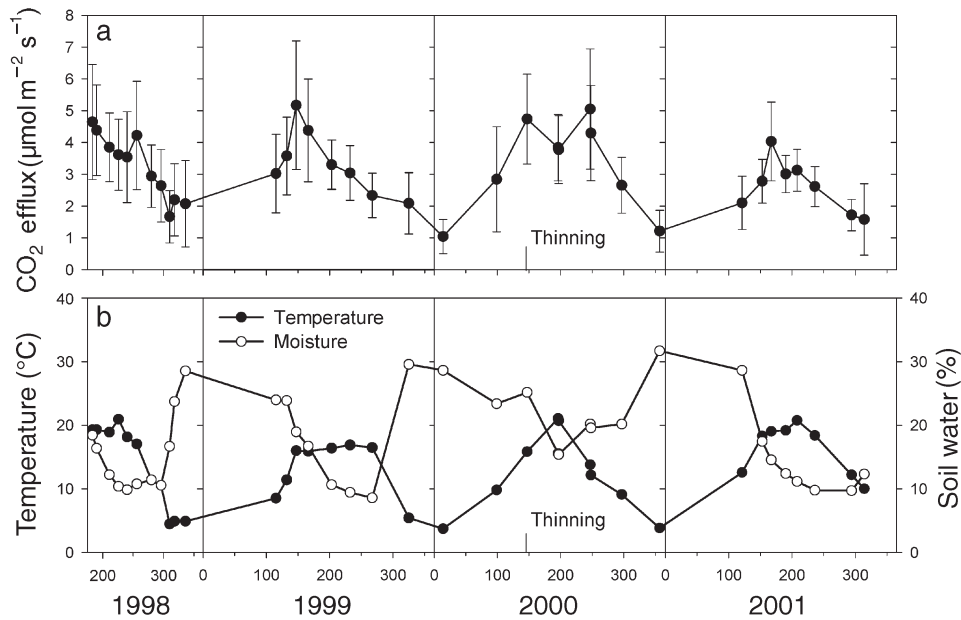 a
CO₂ efflux (µmol m⁻² s⁻¹)
8
7
6
5
4
3
2
1
0
Thinning
b
Temperature (°C)
40
30
20
10
0
Temperature
Moisture
Thinning
40
30
20
10
0
Soil water (%)
200 300 0 100 200 300 0 100 200 300 0 100 200 300
1998 1999 2000 2001